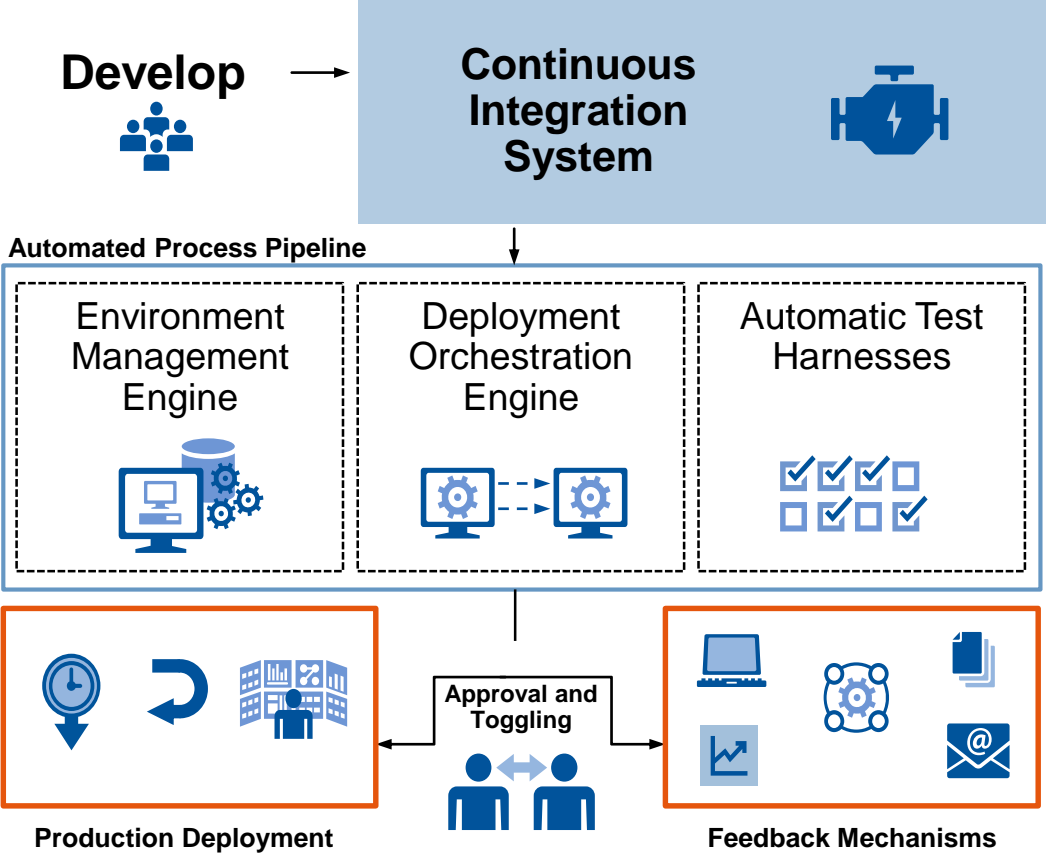 Develop
Continuous
Integration
System
Automated Process Pipeline
Environment
Management
Engine
Deployment
Orchestration
Engine
Automatic Test
Harnesses
Approval and
Toggling
@
Production Deployment
Feedback Mechanisms